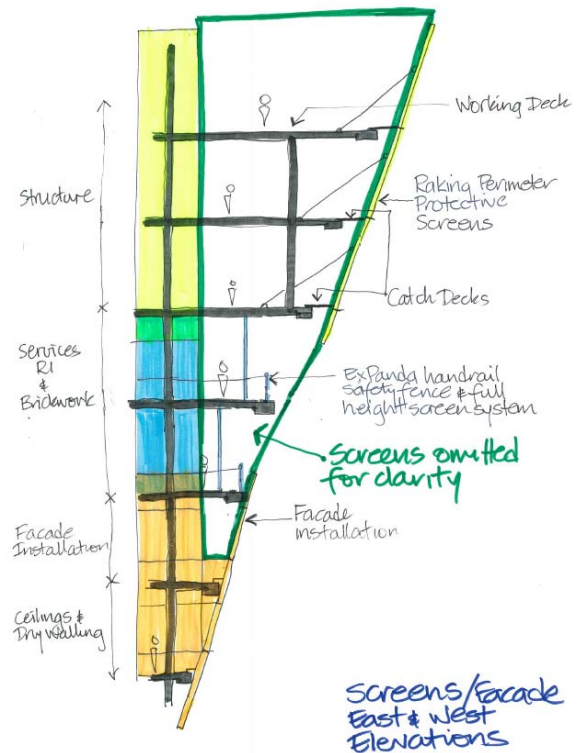 Working Deck
Structure
Raking Perimeter
Protective
Screens
Catch Decks
Services
R1
&
Brickwork
ExPanda handrail
safety fence & full
height screen system
Screens omitted
for clarity
Facade
Installation
Facade
installation
Ceilings &
Dry Walling
Screens/Facade
East & West
Elevations